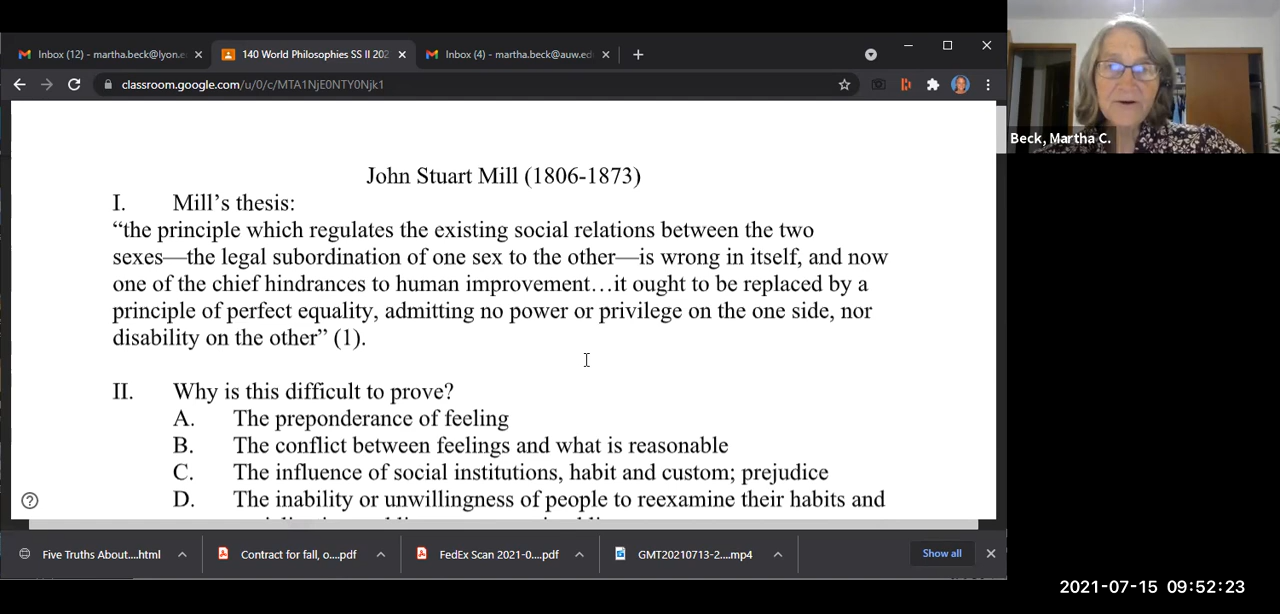 Inbox (12) - martha.beck@lyon.e
140 World Philosophies SS II 202
Inbox (4) - martha.beck@auw.ed
classroom.google.com/u/0/c/MTA1NjE0NTY0Njk1
Beck, Martha C.
John Stuart Mill (1806-1873)
I. Mill’s thesis:
“the principle which regulates the existing social relations between the two
sexes—the legal subordination of one sex to the other—is wrong in itself, and now
one of the chief hindrances to human improvement…it ought to be replaced by a
principle of perfect equality, admitting no power or privilege on the one side, nor
disability on the other” (1).
II. Why is this difficult to prove?
A. The preponderance of feeling
B. The conflict between feelings and what is reasonable
C. The influence of social institutions, habit and custom; prejudice
D. The inability or unwillingness of people to reexamine their habits and
Five Truths About....html
Contract for fall, o....pdf
FedEx Scan 2021-0....pdf
GMT20210713-2....mp4
Show all
2021-07-15 09:52:23